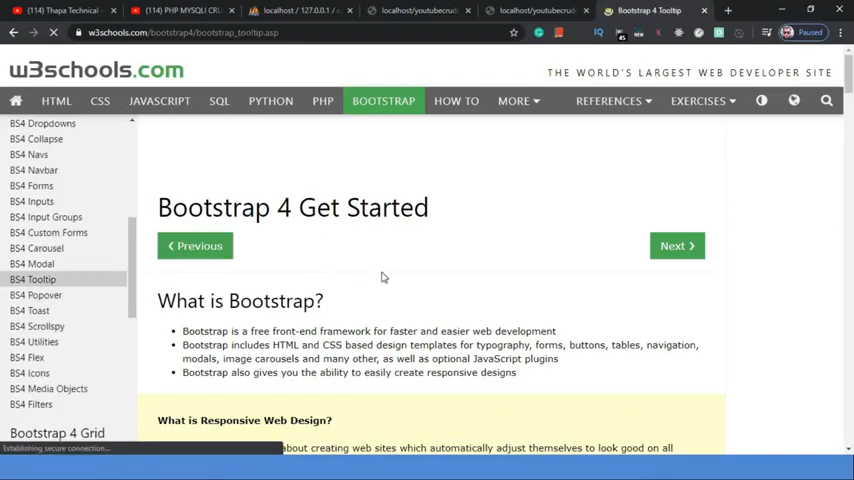 (114) Thapa Technical -
(114) PHP MYSQLI CRU
localhost / 127.0.0.1 / c
localhost/youtubecrud
localhost/youtubecrud
Bootstrap 4 Tooltip
w3schools.com/bootstrap4/bootstrap_tooltip.asp
45
NEW
Paused
w3schools.com
THE WORLD'S LARGEST WEB DEVELOPER SITE
HTML CSS JAVASCRIPT SQL PYTHON PHP BOOTSTRAP HOW TO MORE REFERENCES EXERCISES
BS4 Dropdowns
BS4 Collapse
BS4 Navs
BS4 Navbar
BS4 Forms
BS4 Inputs
BS4 Input Groups
BS4 Custom Forms
BS4 Carousel
BS4 Modal
BS4 Tooltip
BS4 Popover
BS4 Toast
BS4 Scrollspy
BS4 Utilities
BS4 Flex
BS4 Icons
BS4 Media Objects
BS4 Filters
Bootstrap 4 Grid
Establishing secure connection...
Bootstrap 4 Get Started
❮ Previous
Next ❯
What is Bootstrap?
• Bootstrap is a free front-end framework for faster and easier web development
• Bootstrap includes HTML and CSS based design templates for typography, forms, buttons, tables, navigation,
modals, image carousels and many other, as well as optional JavaScript plugins
• Bootstrap also gives you the ability to easily create responsive designs
What is Responsive Web Design?
about creating web sites which automatically adjust themselves to look good on all